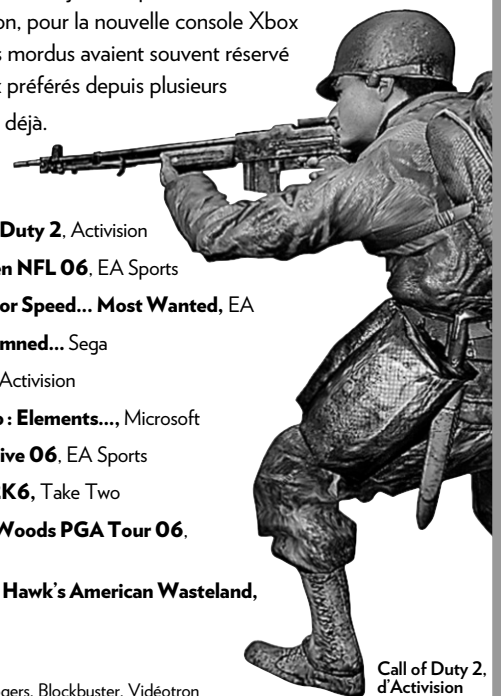 on, pour la nouvelle console Xbox
mordus avaient souvent réservé
préférés depuis plusieurs
déjà.
Duty 2, Activision
en NFL 06, EA Sports
or Speed... Most Wanted, EA
mned... Sega
Activision
: Elements..., Microsoft
ive 06, EA Sports
2K6, Take Two
Woods PGA Tour 06,
Hawk's American Wasteland,
gers, Blockbuster, Vidéotron
Call of Duty 2,
d'Activision